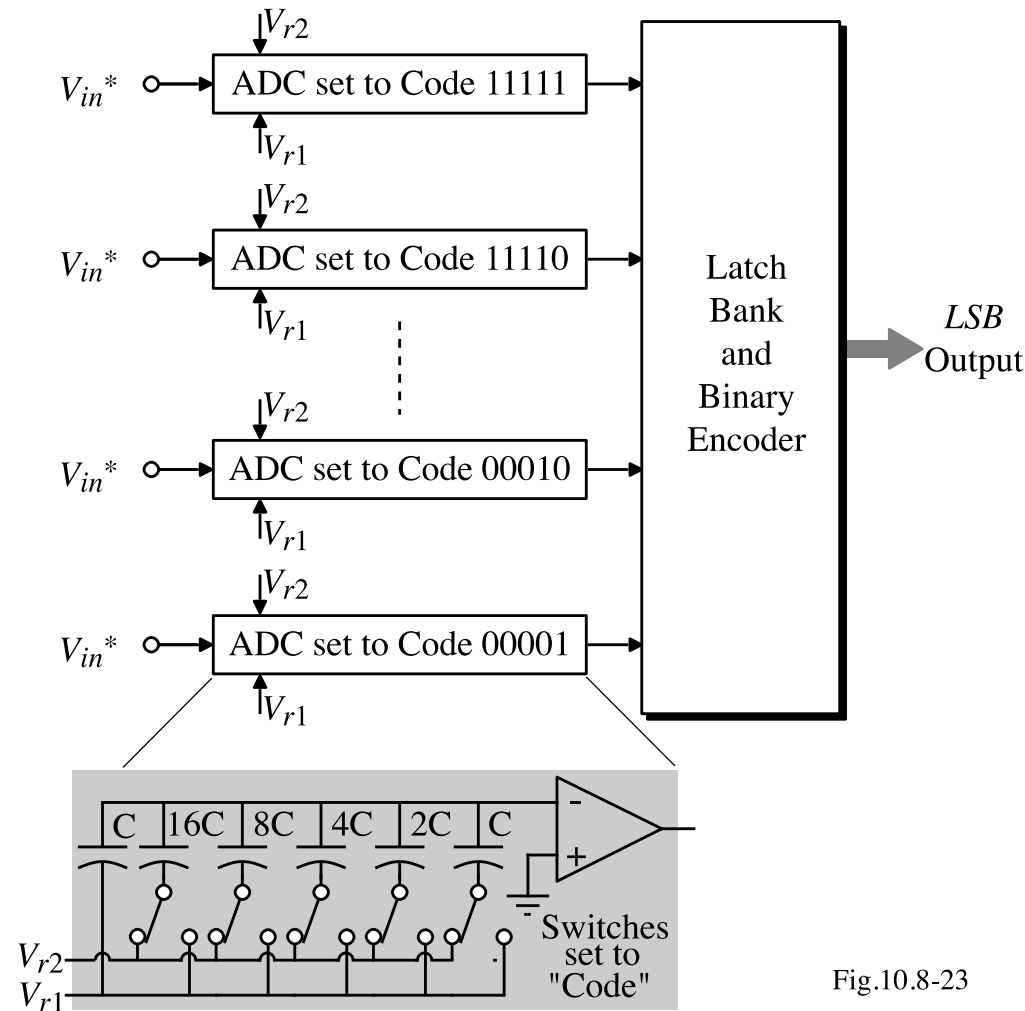 Vr2
Vin* ADC set to Code 11111
Vr1
Vr2
Vin* ADC set to Code 11110
Vr1
Latch
Bank
and
Binary
Encoder
LSB
Output
Vr2
Vin* ADC set to Code 00010
Vr1
Vr2
Vin* ADC set to Code 00001
Vr1
C 16C 8C 4C 2C C
-
+
Switches
set to
"Code"
Vr2
Vr1
Fig.10.8-23